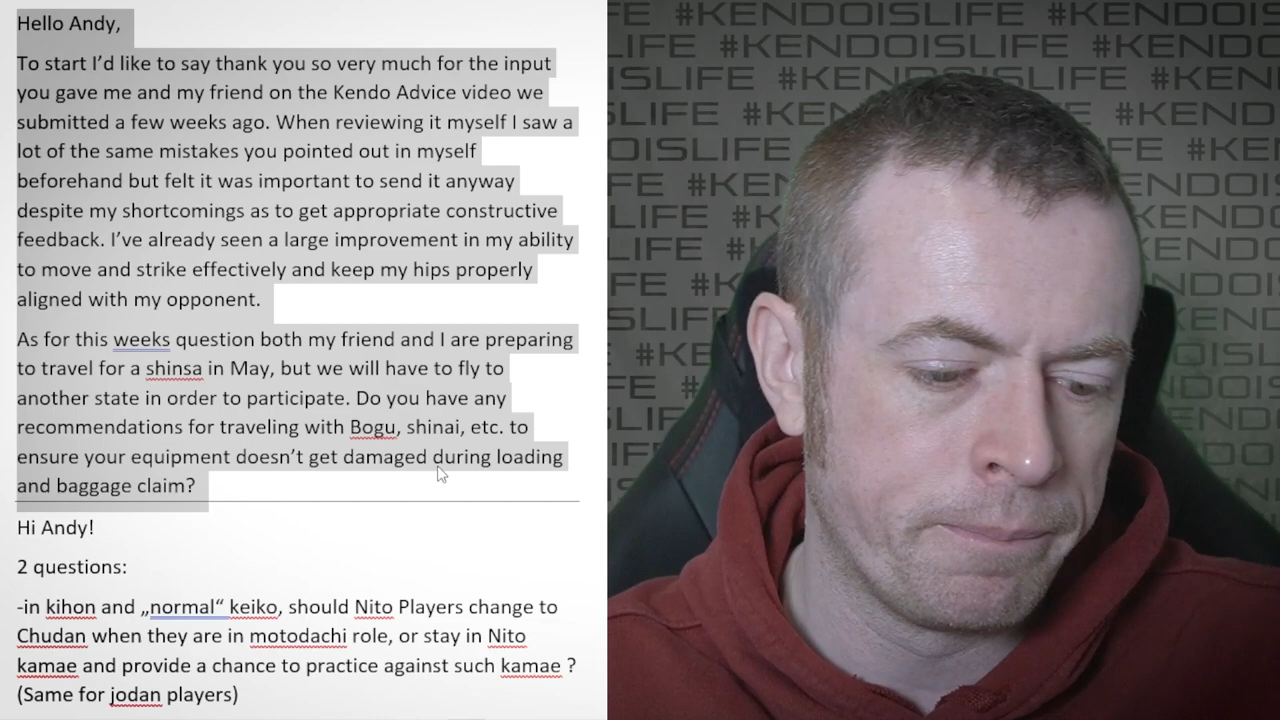 Hello Andy,
To start I’d like to say thank you so very much for the input
you gave me and my friend on the Kendo Advice video we
submitted a few weeks ago. When reviewing it myself I saw a
lot of the same mistakes you pointed out in myself
beforehand but felt it was important to send it anyway
despite my shortcomings as to get appropriate constructive
feedback. I’ve already seen a large improvement in my ability
to move and strike effectively and keep my hips properly
aligned with my opponent.
As for this weeks question both my friend and I are preparing
to travel for a shinsa in May, but we will have to fly to
another state in order to participate. Do you have any
recommendations for traveling with Bogu, shinai, etc. to
ensure your equipment doesn’t get damaged during loading
and baggage claim?
Hi Andy!
2 questions:
-in kihon and „normal“ keiko, should Nito Players change to
Chudan when they are in motodachi role, or stay in Nito
kamae and provide a chance to practice against such kamae ?
(Same for jodan players)
#KENDOISLIFE #KENDOISLIFE #KENDOIS
LIFE #KENDOISLIFE #KENDOISL
ISLIFE #KENDOISLIFE #KENDOISLIFE